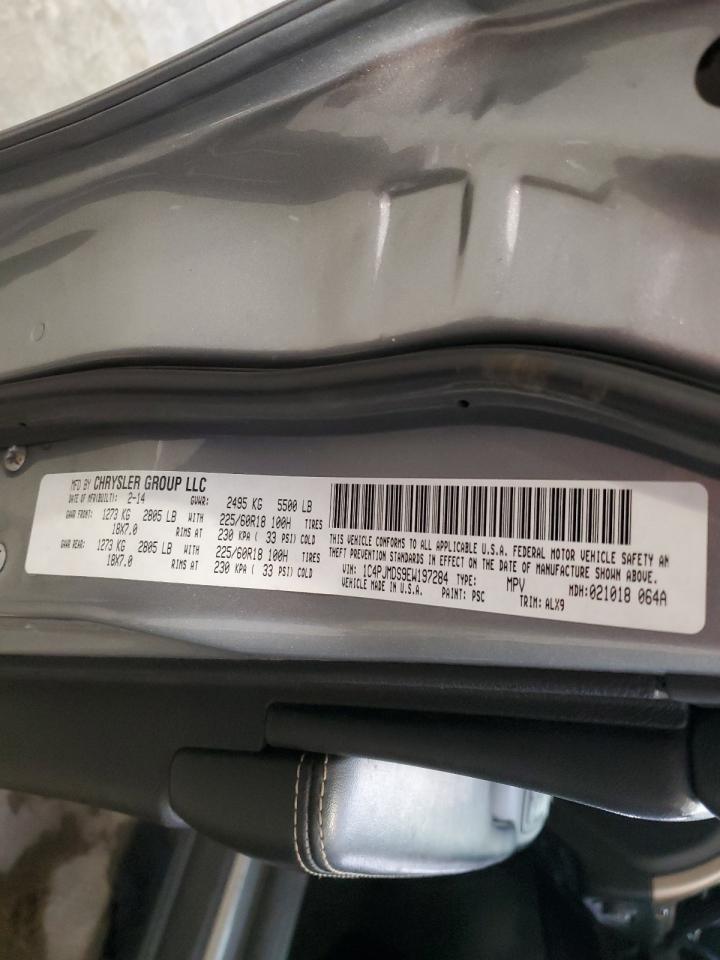 MFD BY CHRYSLER GROUP LLC
DATE OF MFR(BUILT): 2-14 GVWR: 2495 KG 5500 LB
GAWR FRONT: 1273 KG 2805 LB WITH 225/60R18 100H TIRES
18X7.0 RIMS AT 230 KPA ( 33 PSI) COLD
GAWR REAR: 1273 KG 2805 LB WITH 225/60R18 100H TIRES
18X7.0 RIMS AT 230 KPA ( 33 PSI) COLD
THIS VEHICLE CONFORMS TO ALL APPLICABLE U.S.A. FEDERAL MOTOR VEHICLE SAFETY AN
THEFT PREVENTION STANDARDS IN EFFECT ON THE DATE OF MANUFACTURE SHOWN ABOVE.
VIN: 1C4PJMDS9EW197284 TYPE: MPV MDH: 021018 064A
VEHICLE MADE IN U.S.A. PAINT: PSC TRIM: ALX9